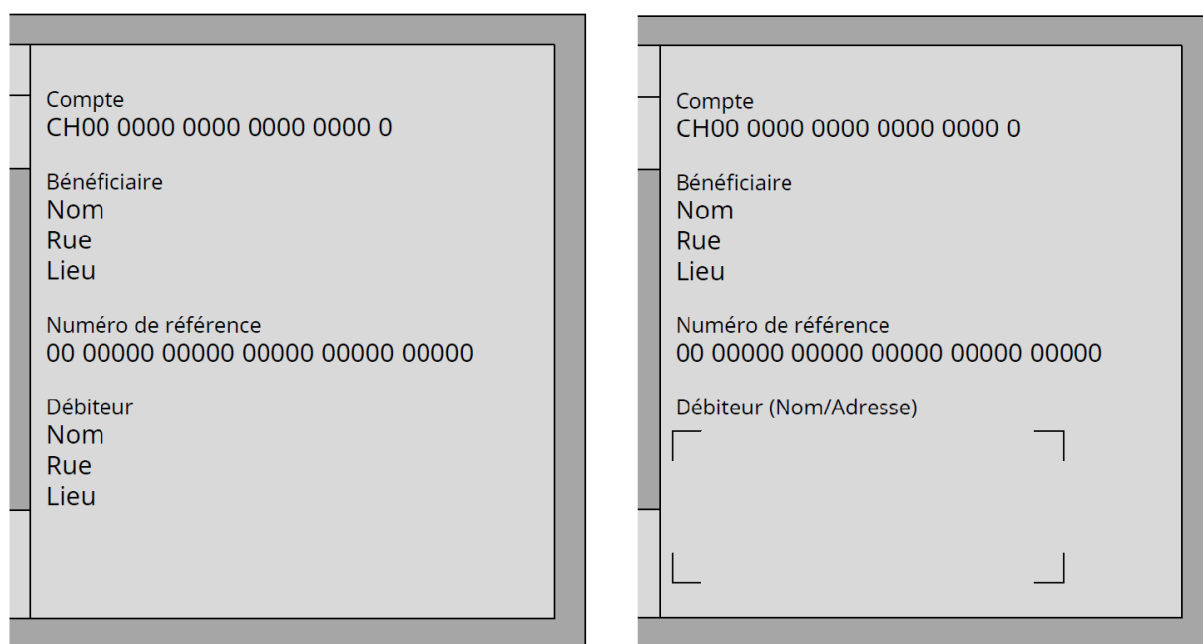 Compte
CH00 0000 0000 0000 0000 0
Bénéficiaire
Nom
Rue
Lieu
Numéro de référence
00 00000 00000 00000 00000 00000
Débiteur
Nom
Rue
Lieu
Compte
CH00 0000 0000 0000 0000 0
Bénéficiaire
Nom
Rue
Lieu
Numéro de référence
00 00000 00000 00000 00000 00000
Débiteur (Nom/Adresse)